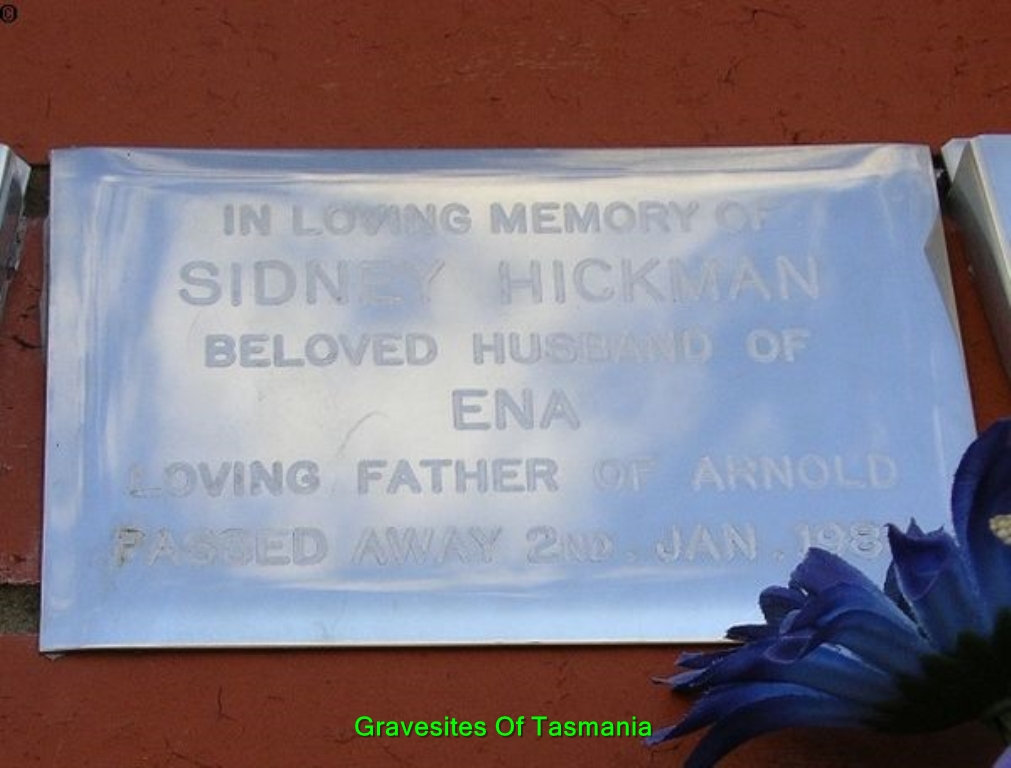 IN LOVING MEMORY OF
SIDNEY HICKMAN
BELOVED HUSBAND OF
ENA
LOVING FATHER OF ARNOLD
PASSED AWAY 2ND. JAN.
Gravesites Of Tasmania